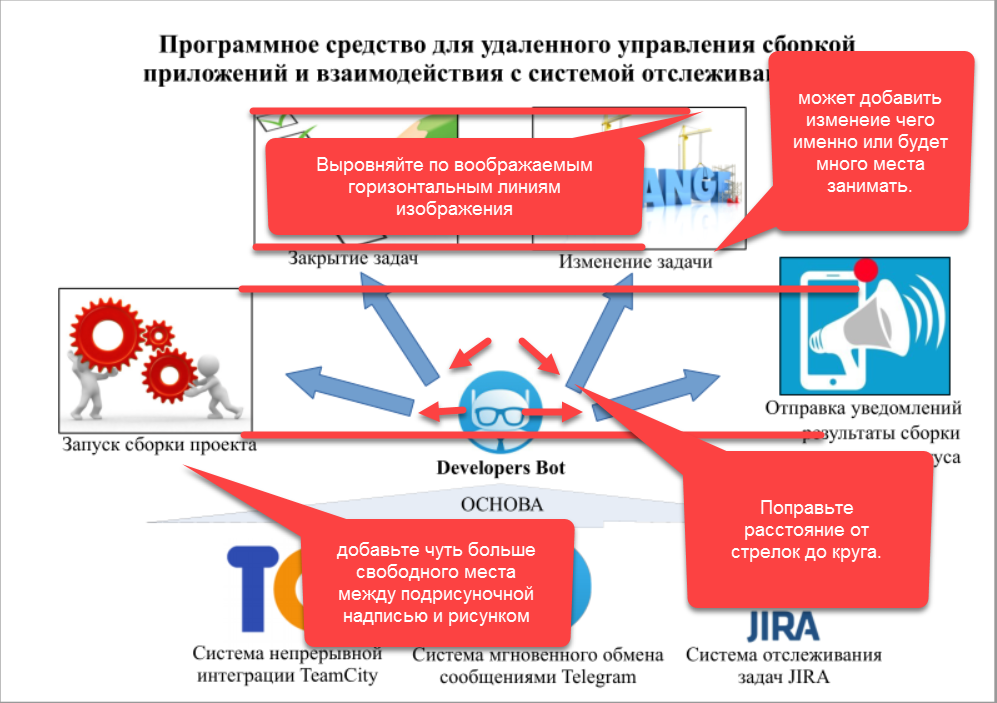 Программное средство для удаленного управления сборкой
приложений и взаимодействия с системой
может добавить
изменеие чего
именно или будет
много места
занимать.
Выровняйте по воображаемым
горизонтальным линиям
изображения
ANGE
Закрытие задач
Изменение задачи
Запуск сборки проекта
Отправка уведомлений
результаты сборки
Developers Bot
ОСНОВА
Поправьте
расстояние от
стрелок до круга.
добавьте чуть больше
свободного места
между подрисуночной
надписью и рисунком
JIRA
Система непрерывной
интеграции TeamCity
Система мгновенного обмена
сообщениями Telegram
Система отслеживания
задач JIRA